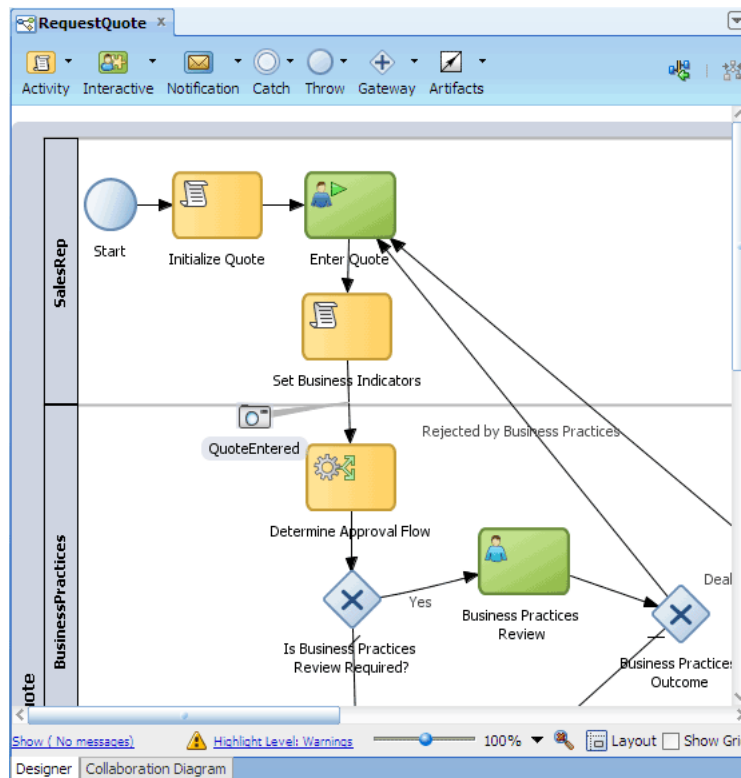 RequestQuote x
Activity Interactive Notification Catch Throw Gateway Artifacts
SalesRep
Start
Initialize Quote
Enter Quote
Set Business Indicators
Rejected by Business Practices
QuoteEntered
BusinessPractices
Determine Approval Flow
Yes
Business Practices
Review
Deal
Is Business Practices
Review Required?
Business Practices
Outcome
uote
Show ( No messages) Highlight Level: Warnings 100% Layout Show Gri
Designer Collaboration Diagram